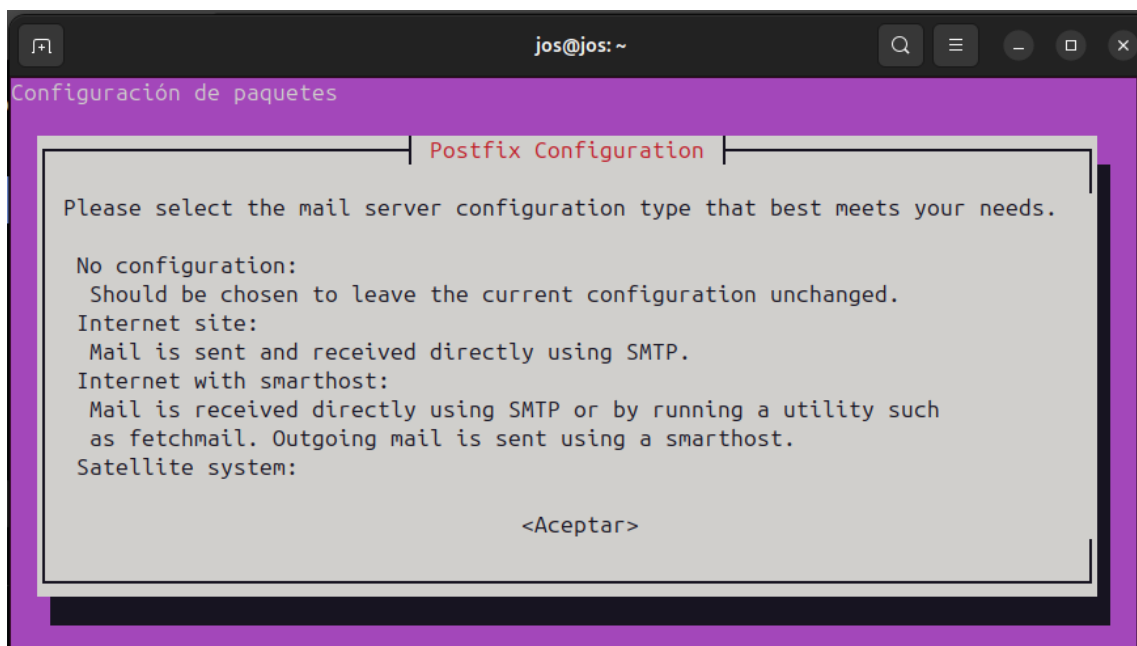 jos@jos: ~
Configuración de paquetes
Postfix Configuration
Please select the mail server configuration type that best meets your needs.
No configuration:
Should be chosen to leave the current configuration unchanged.
Internet site:
Mail is sent and received directly using SMTP.
Internet with smarthost:
Mail is received directly using SMTP or by running a utility such
as fetchmail. Outgoing mail is sent using a smarthost.
Satellite system:
<Aceptar>